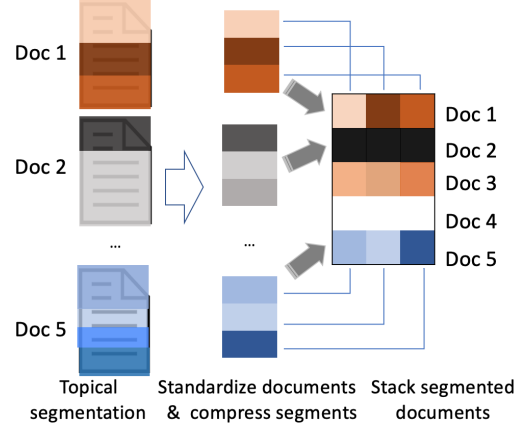 Doc 1
Doc 2
...
Doc 5
...
Doc 1
Doc 2
Doc 3
Doc 4
Doc 5
Topical
segmentation
Standardize documents
& compress segments
Stack segmented
documents